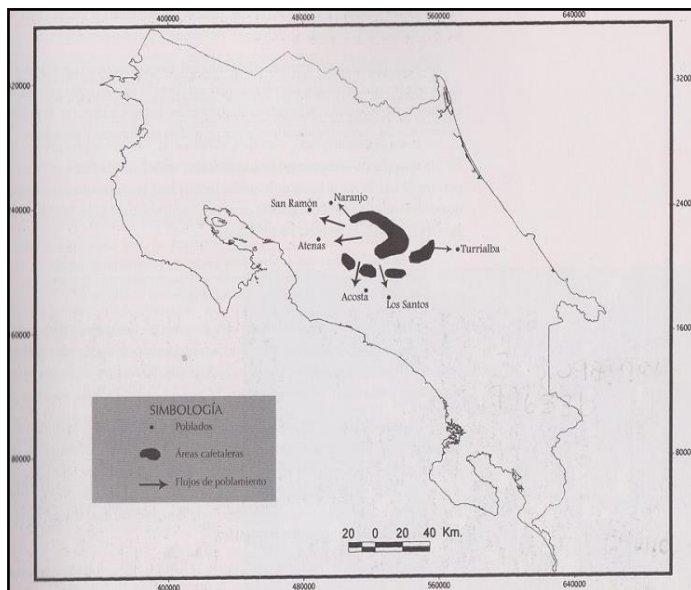 400000
480000
560000
640000
20000
3200
40000
2400
60000
80000
8000
San Ramón
Naranjo
Atenas
Turrialba
Acosta
Los Santos
SIMBOLOGÍA
Poblados
Áreas cafetaleras
Flujos de poblamiento
20 0 20 40 Km.
400000
480000
560000
640000